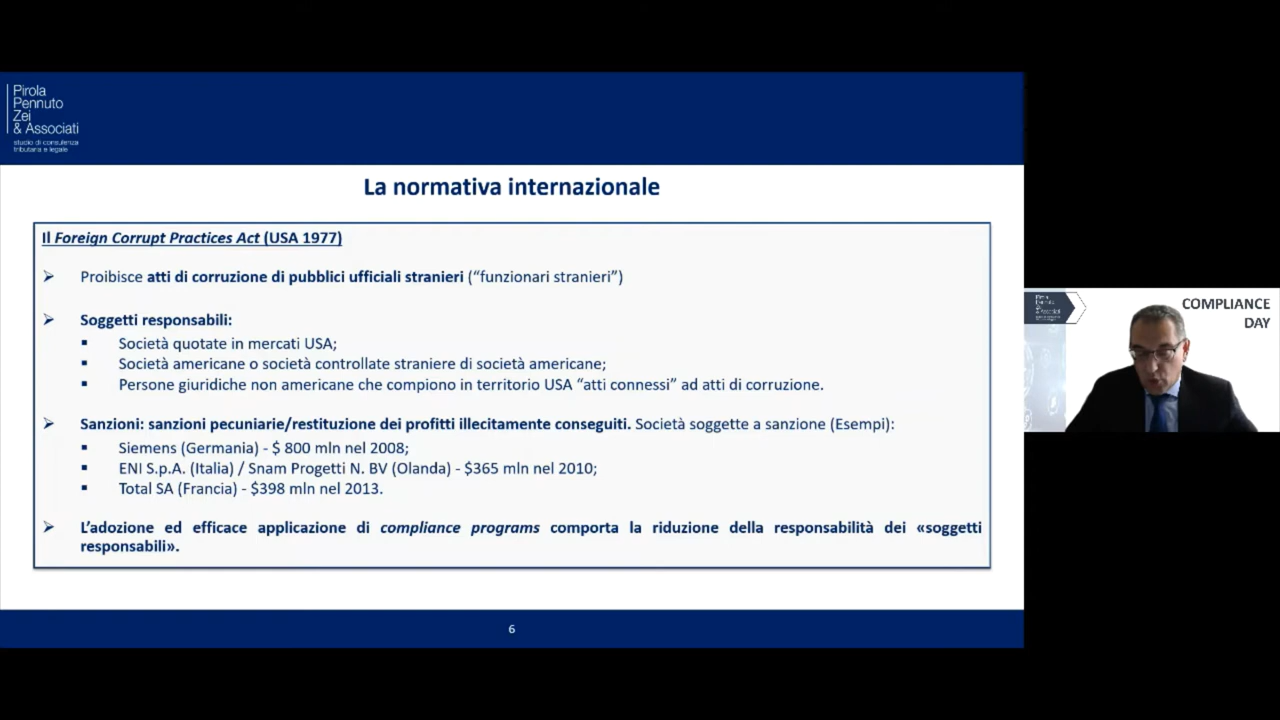 Pirola
Pennuto
Zei
& Associati
studio di consulenza
tributaria e legale
La normativa internazionale
Il Foreign Corrupt Practices Act (USA 1977)
➢ Proibisce atti di corruzione di pubblici ufficiali stranieri (“funzionari stranieri”)
➢ Soggetti responsabili:
▪ Società quotate in mercati USA;
▪ Società americane o società controllate straniere di società americane;
▪ Persone giuridiche non americane che compiono in territorio USA “atti connessi” ad atti di corruzione.
➢ Sanzioni: sanzioni pecuniarie/restituzione dei profitti illecitamente conseguiti. Società soggette a sanzione (Esempi):
▪ Siemens (Germania) - $ 800 mln nel 2008;
▪ ENI S.p.A. (Italia) / Snam Progetti N. BV (Olanda) - $365 mln nel 2010;
▪ Total SA (Francia) - $398 mln nel 2013.
➢ L’adozione ed efficace applicazione di compliance programs comporta la riduzione della responsabilità dei «soggetti
responsabili».
6
Pirola
Pennuto
Zei
& Associati
COMPLIANCE
DAY